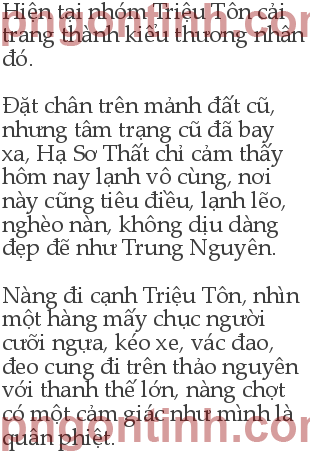 Hiện tại nhóm Triệu Tôn cải
trang thành kiểu thương nhân
đó.
Đặt chân trên mảnh đất cũ,
nhưng tâm trạng cũ đã bay
xa, Hạ Sơ Thất chỉ cảm thấy
hôm nay lạnh vô cùng, nơi
này cũng tiêu điều, lạnh lẽo,
nghèo nàn, không dịu dàng
đẹp đẽ như Trung Nguyên.
Nàng đi cạnh Triệu Tôn, nhìn
một hàng mấy chục người
cưỡi ngựa, kéo xe, vác đao,
đeo cung đi trên thảo nguyên
với thanh thế lớn, nàng chợt
có một cảm giác như mình là
quân phiệt.
pngontinh.com
pngontinh.com